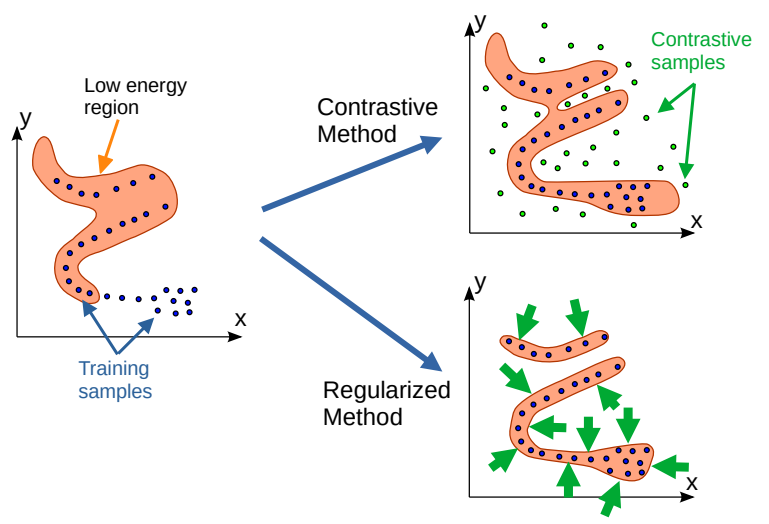 y
Contrastive
samples
Low energy
region
y
Contrastive
Method
x
x
y
Training
samples
Regularized
Method
x